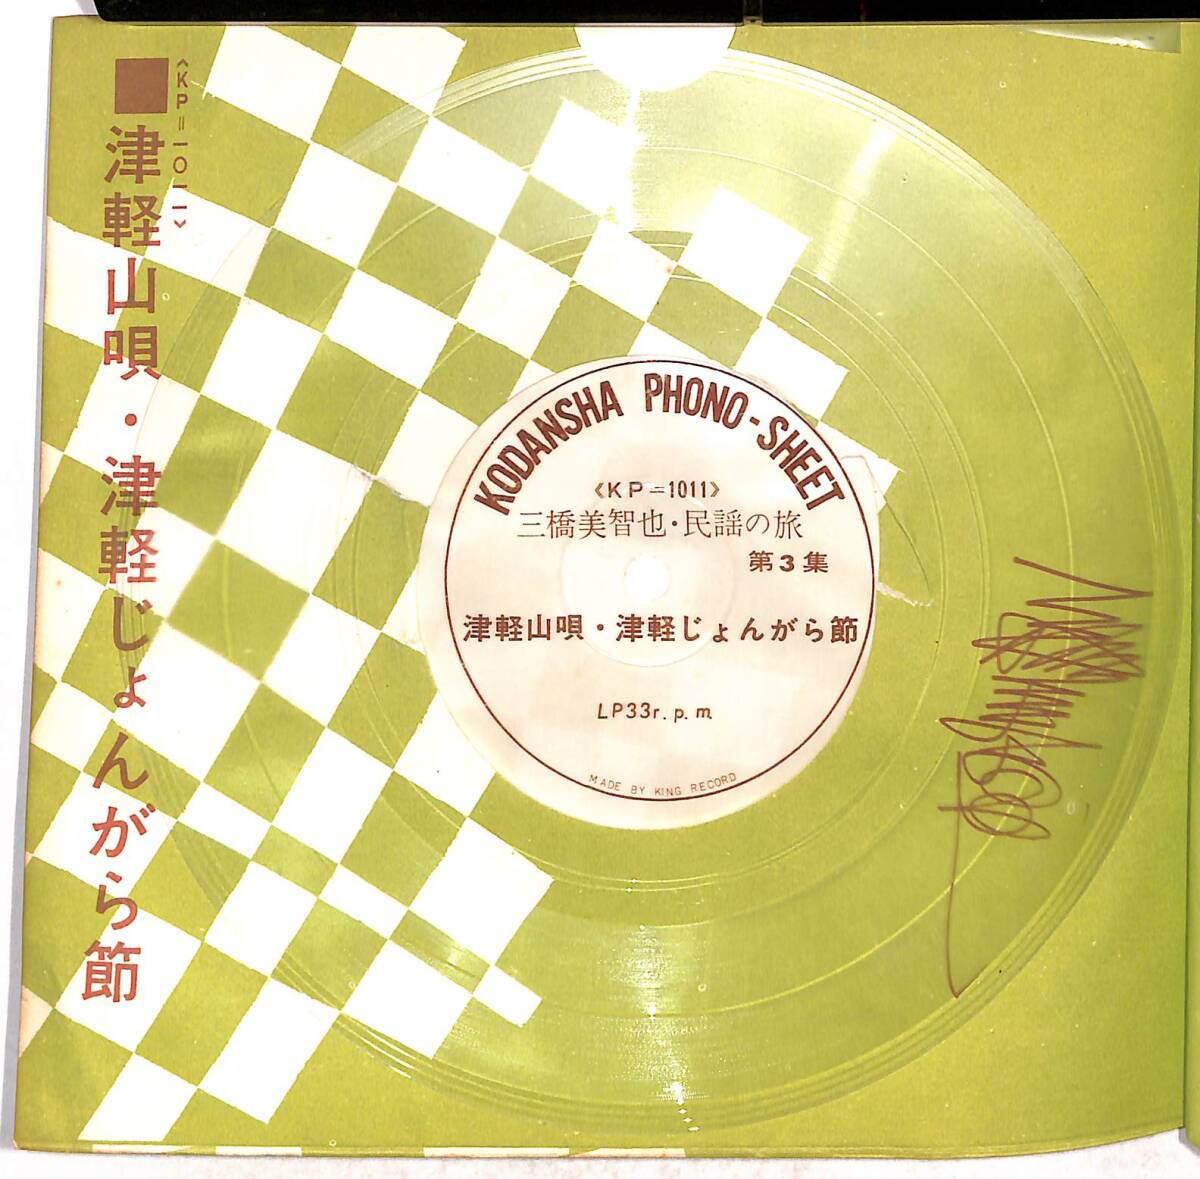 《KP=1011》
■津軽山唄・津軽じょんがら節
KODANSHA PHONO-SHEET
《KP=1011》
三橋美智也・民謡の旅
第3集
津軽山唄・津軽じょんがら節
LP33r.p.m.
MADE BY KING RECORD